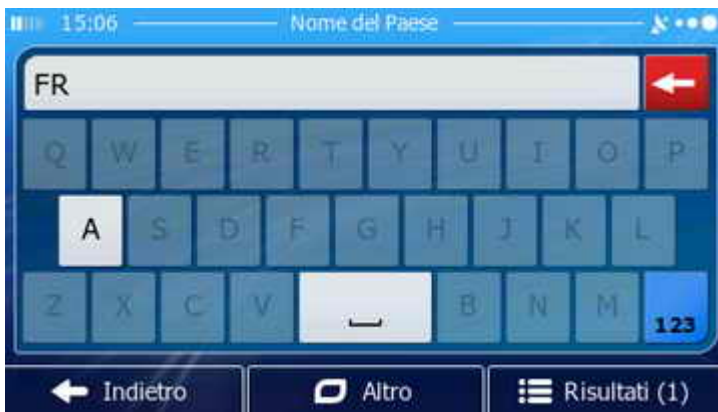 15:06 Nome del Paese
FR
Q W E R T Y U I O P
A S D F G H J K L
Z X C V B N M 123
Indietro Altro Risultati (1)